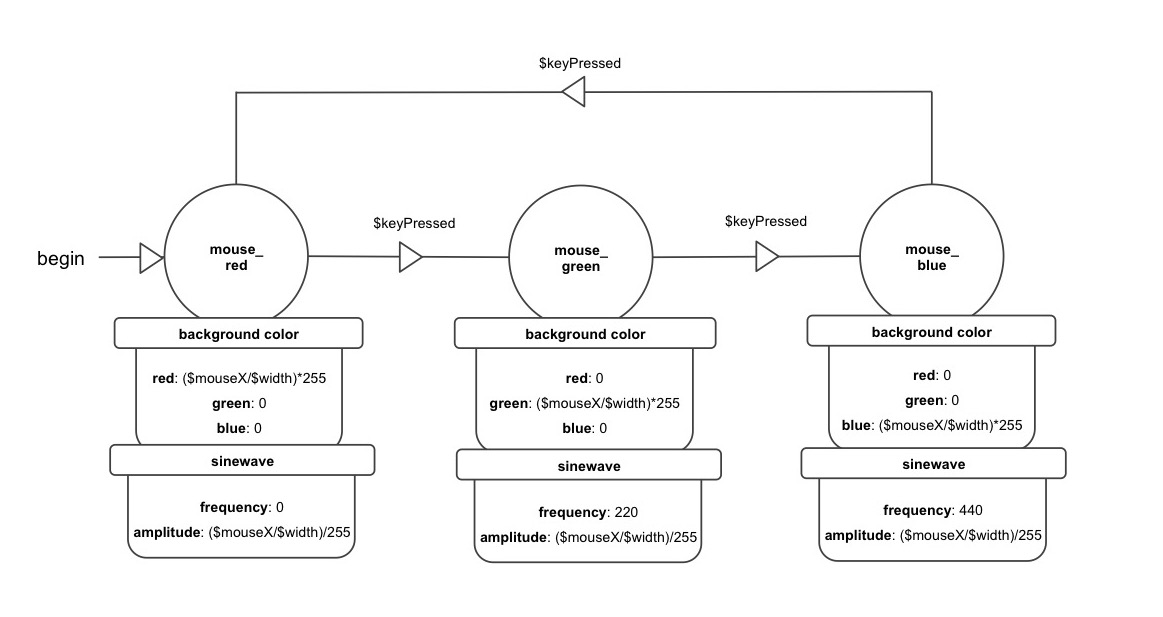 $keyPressed
begin
mouse_
red
$keyPressed
mouse_
green
$keyPressed
mouse_
blue
background color
red: ($mouseX/$width)*255
green: 0
blue: 0
sinewave
frequency: 0
amplitude: ($mouseX/$width)/255
background color
red: 0
green: ($mouseX/$width)*255
blue: 0
sinewave
frequency: 220
amplitude: ($mouseX/$width)/255
background color
red: 0
green: 0
blue: ($mouseX/$width)*255
sinewave
frequency: 440
amplitude: ($mouseX/$width)/255